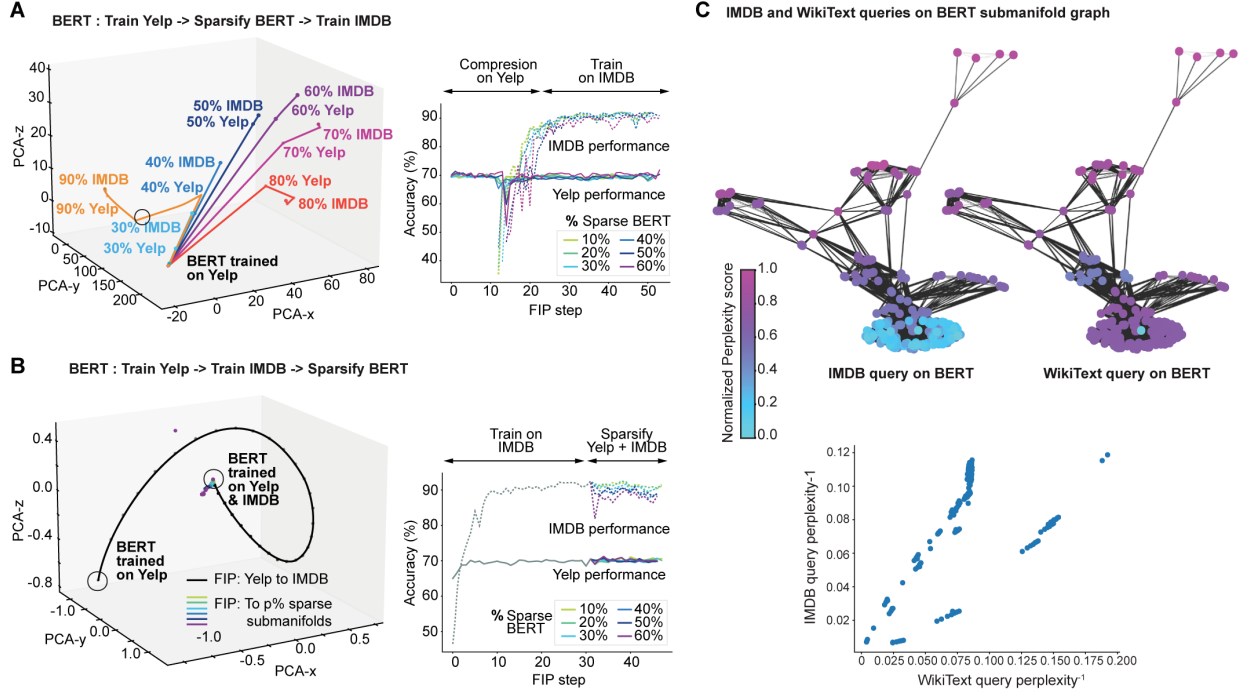 A
BERT : Train Yelp -> Sparsify BERT -> Train IMDB
40
30
20
10
0
-10
PCA-z
0
50
100
150
200
PCA-y
-20
0
20
40
60
80
PCA-x
50% IMDB
50% Yelp
60% IMDB
60% Yelp
70% IMDB
70% Yelp
40% IMDB
40% Yelp
80% Yelp
80% IMDB
90% IMDB
90% Yelp
30% IMDB
30% Yelp
BERT trained
on Yelp
Compresion
on Yelp
Train
on IMDB
90
80
70
60
50
40
Accuracy (%)
IMDB performance
Yelp performance
% Sparse BERT
10% 40%
20% 50%
30% 60%
0 10 20 30 40 50
FIP step
B
BERT : Train Yelp -> Train IMDB -> Sparsify BERT
0.4
0.0
-0.4
-0.8
PCA-z
-1.0
0.0
1.0
PCA-y
-1.0
-0.5
0.0
0.5
PCA-x
BERT
trained
on Yelp
& IMDB
BERT
trained
on Yelp
FIP: Yelp to IMDB
FIP: To p% sparse
submanifolds
Train on
IMDB
Sparsify
Yelp + IMDB
90
80
70
60
50
Accuracy (%)
IMDB performance
Yelp performance
% Sparse
BERT
10% 40%
20% 50%
30% 60%
0 20 40
FIP step
C
IMDB and WikiText queries on BERT submanifold graph
Normalized Perplexity score
1.0
0.8
0.6
0.4
0.2
0.0
IMDB query on BERT
WikiText query on BERT
0.12
0.10
0.08
0.06
0.04
0.02
IMDB query perplexity-1
0 0.025 0.050 0.075 0.100 0.125 0.150 0.175 0.200
WikiText query perplexity⁻¹